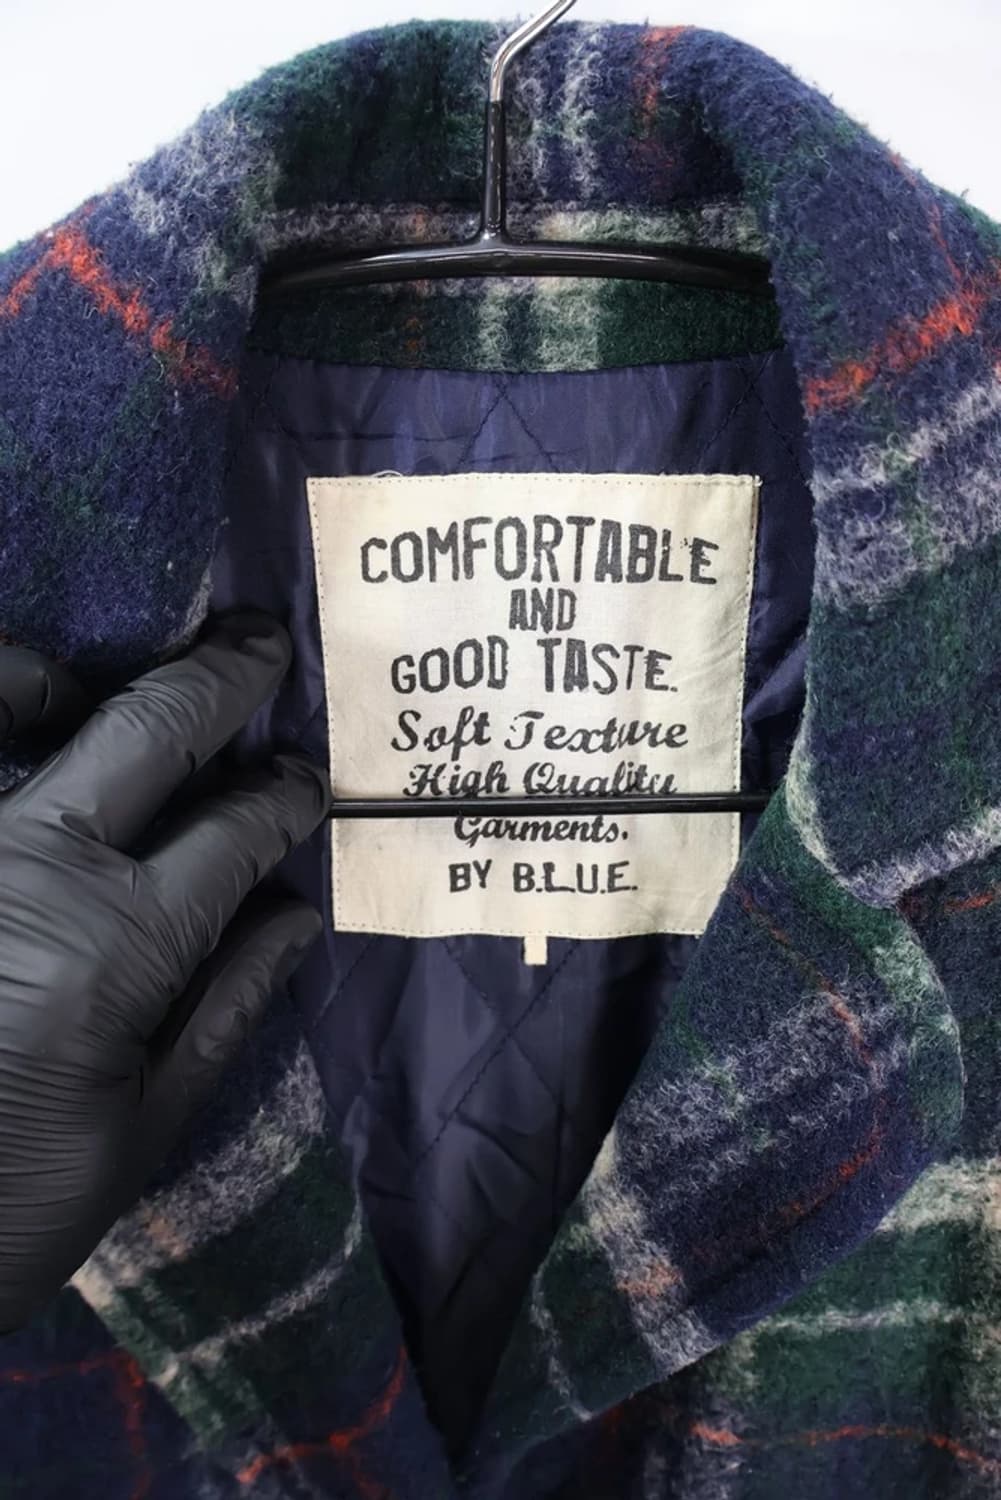 COMFORTABLE
AND
GOOD TASTE.
Soft Texture
High Quality
Garments.
BY B.L.U.E.